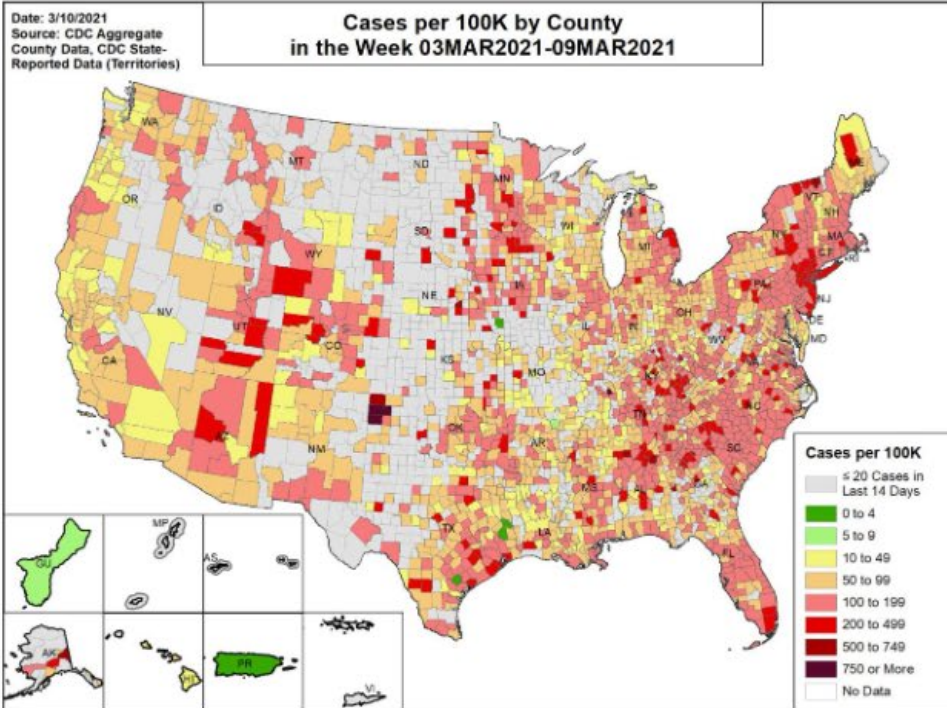 Date: 3/10/2021
Source: CDC Aggregate
County Data, CDC State-
Reported Data (Territories)
Cases per 100K by County
in the Week 03MAR2021-09MAR2021
WA
MT
ND
MN
ME
OR
ID
SD
WI
VT
NH
WY
MI
NY
MA
CT
RI
NE
IA
PA
NJ
NV
UT
CO
IL
IN
OH
DE
MD
WV
CA
KS
MO
KY
VA
AZ
NM
OK
AR
TN
NC
SC
MS
AL
GA
TX
LA
FL
Cases per 100K
≤ 20 Cases in
Last 14 Days
0 to 4
5 to 9
10 to 49
50 to 99
100 to 199
200 to 499
500 to 749
750 or More
No Data
GU
MP
AS
AK
HI
PR
VI